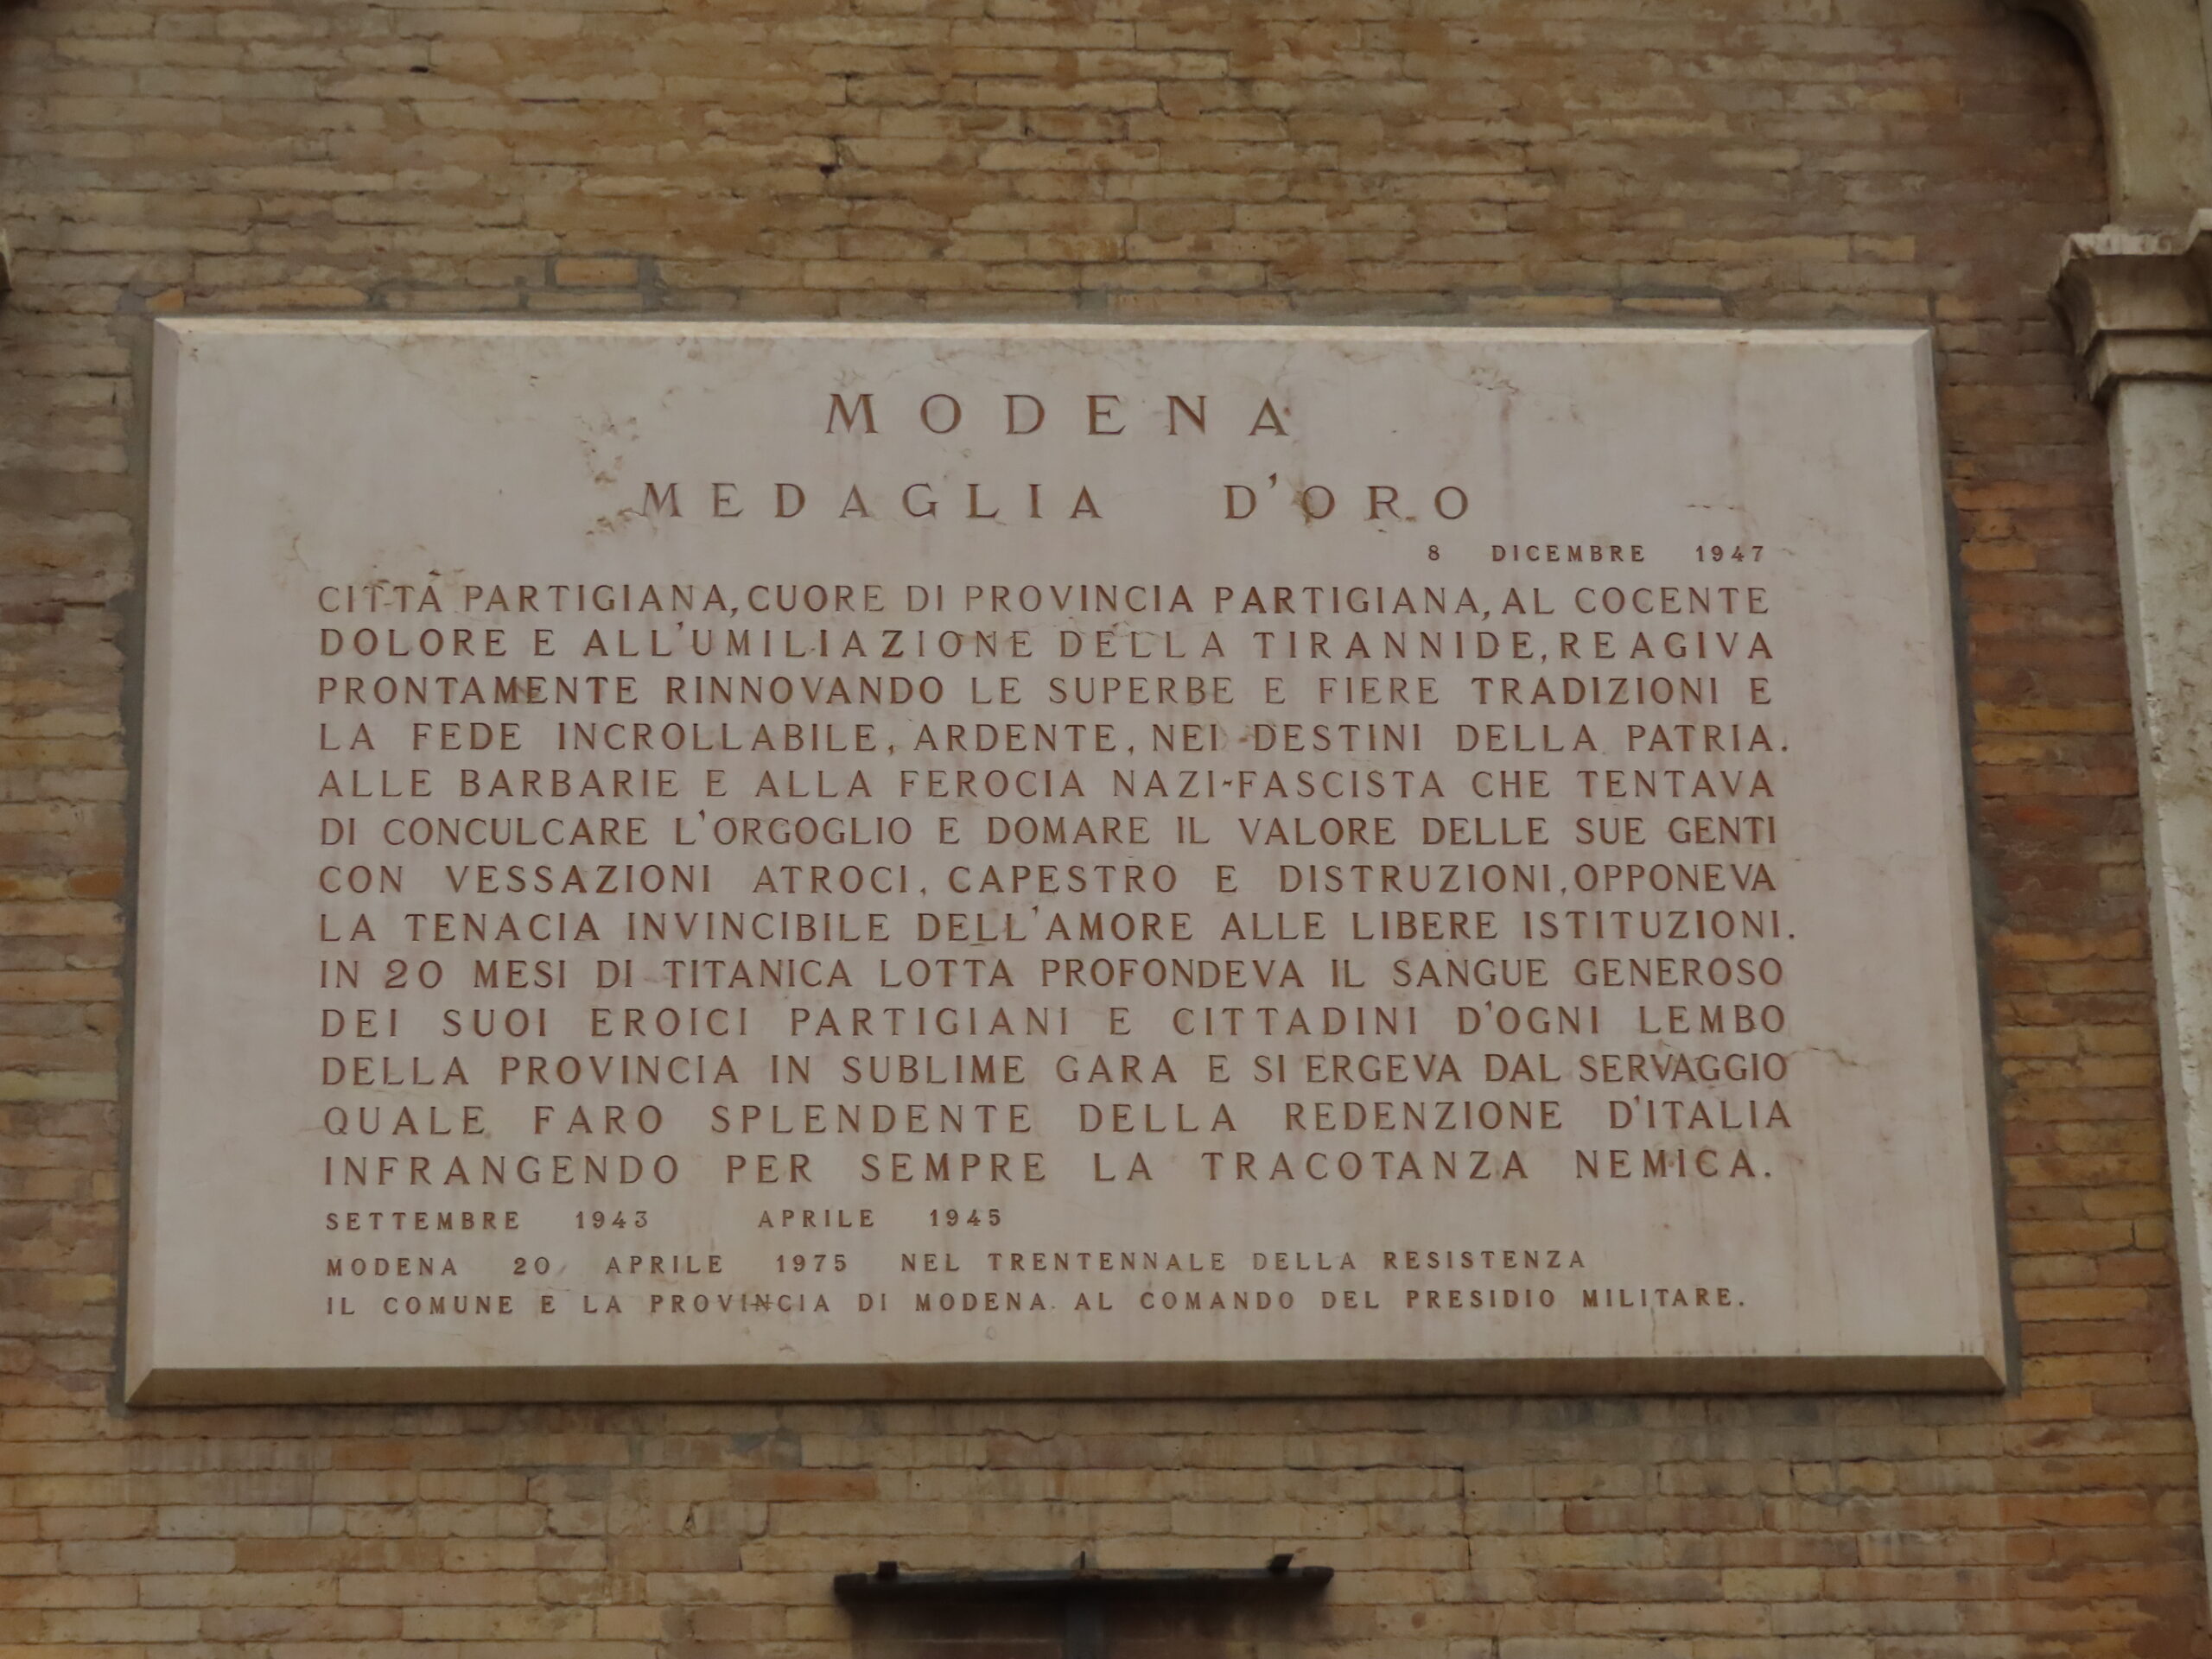 MODENA
MEDAGLIA D'ORO
8 DICEMBRE 1947
CITTÀ PARTIGIANA, CUORE DI PROVINCIA PARTIGIANA, AL COCENTE
DOLORE E ALL'UMILIAZIONE DELLA TIRANNIDE, REAGIVA
PRONTAMENTE RINNOVANDO LE SUPERBE E FIERE TRADIZIONI E
LA FEDE INCROLLABILE, ARDENTE, NEI DESTINI DELLA PATRIA.
ALLE BARBARIE E ALLA FEROCIA NAZI-FASCISTA CHE TENTAVA
DI CONCULCARE L'ORGOGLIO E DOMARE IL VALORE DELLE SUE GENTI
CON VESSAZIONI ATROCI, CAPESTRO E DISTRUZIONI, OPPONEVA
LA TENACIA INVINCIBILE DELL'AMORE ALLE LIBERE ISTITUZIONI.
IN 20 MESI DI TITANICA LOTTA PROFONDEVA IL SANGUE GENEROSO
DEI SUOI EROICI PARTIGIANI E CITTADINI D'OGNI LEMBO
DELLA PROVINCIA IN SUBLIME GARA E SI ERGEVA DAL SERVAGGIO
QUALE FARO SPLENDENTE DELLA REDENZIONE D'ITALIA
INFRANGENDO PER SEMPRE LA TRACOTANZA NEMICA.
SETTEMBRE 1943 APRILE 1945
MODENA 20 APRILE 1975 NEL TRENTENNALE DELLA RESISTENZA
IL COMUNE E LA PROVINCIA DI MODENA AL COMANDO DEL PRESIDIO MILITARE.